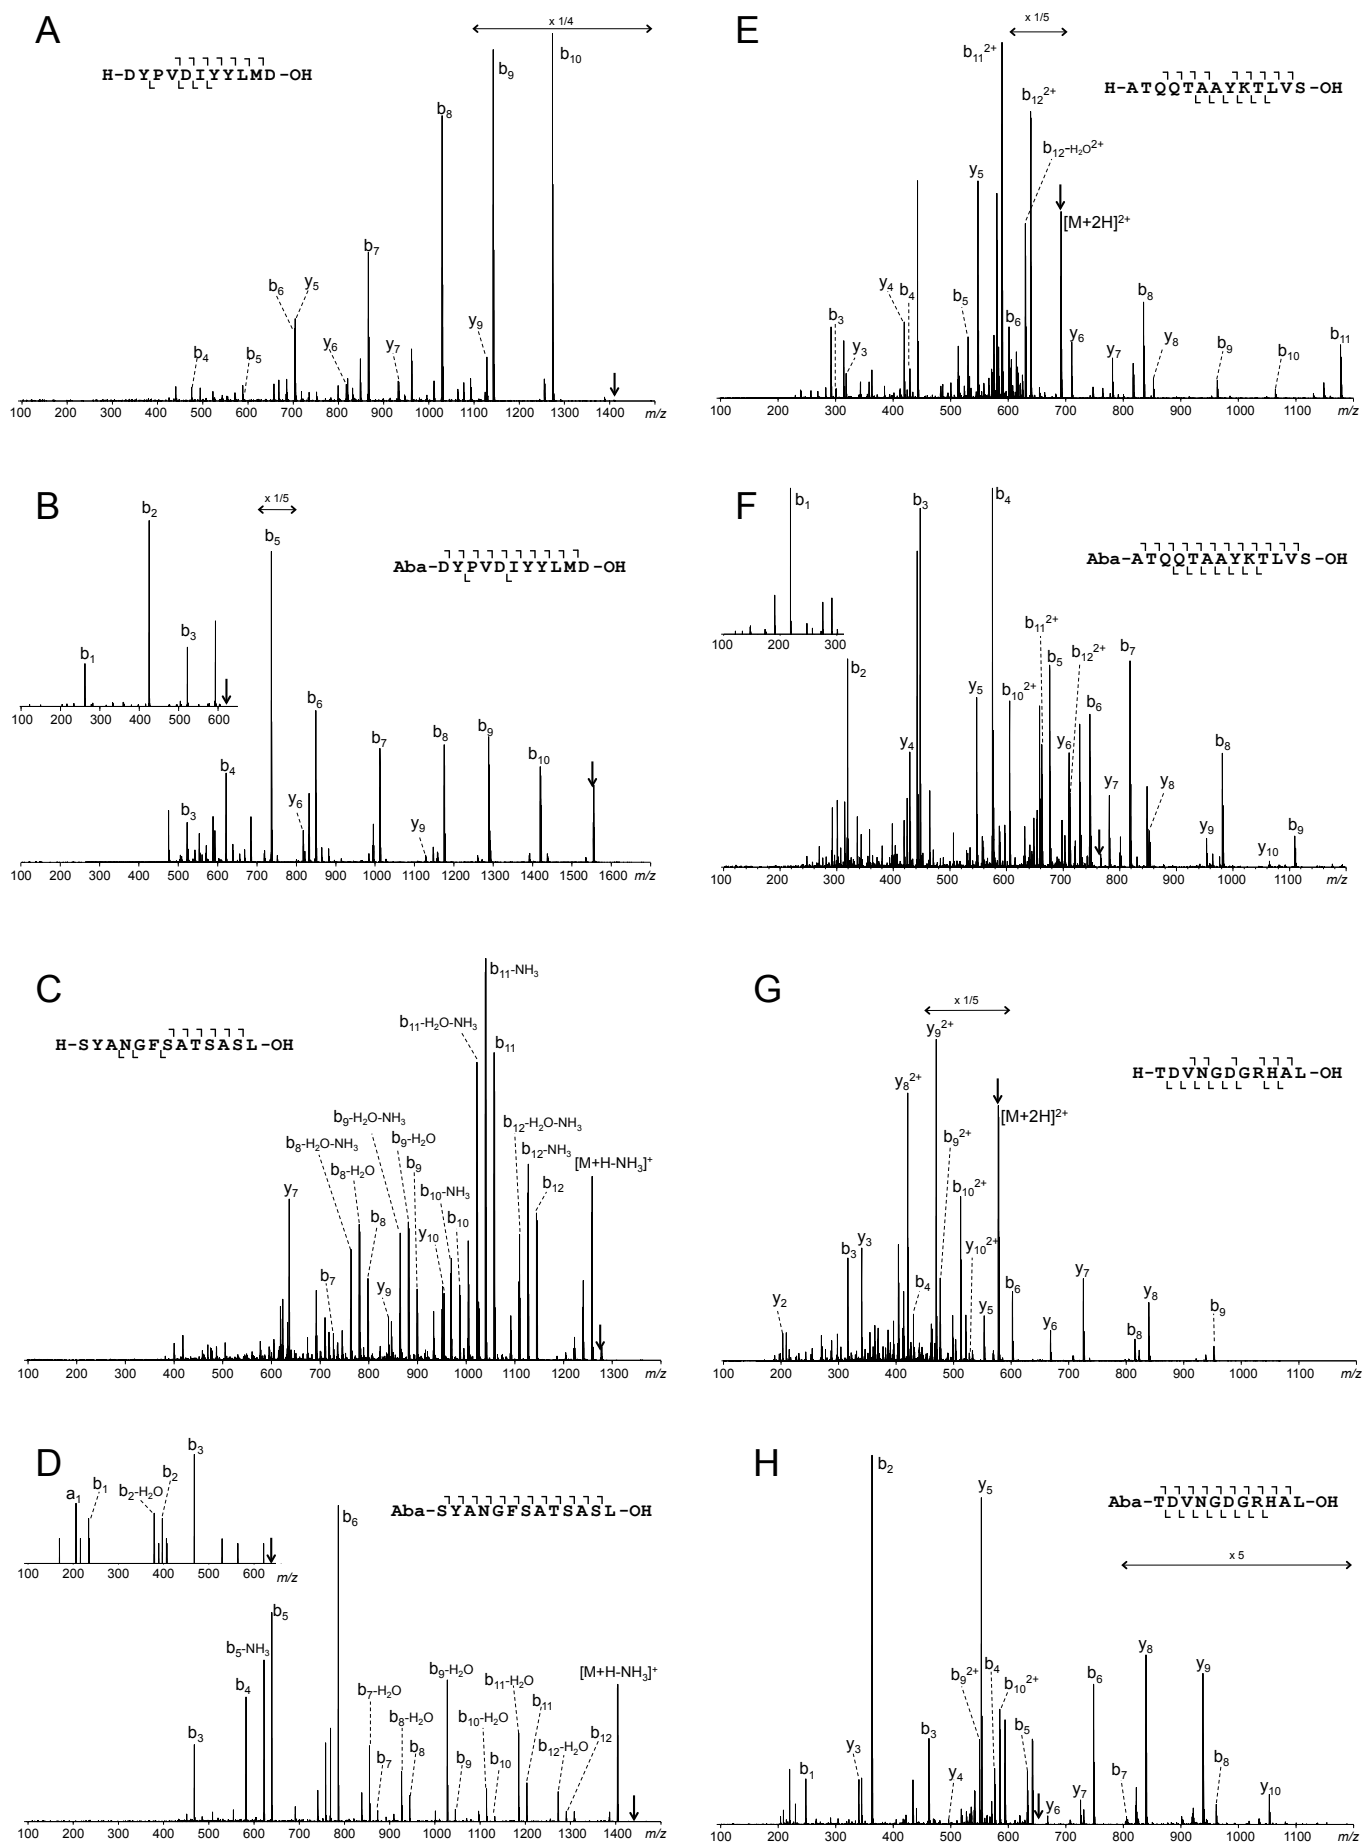 A
x 1/4
H-DYPVDIYYLMD-OH
b10
b9
b8
b7
b6
y5
y9
b4
b5
y6
y7
100 200 300 400 500 600 700 800 900 1000 1100 1200 1300 1400 m/z
B
x 1/5
Aba-DYPVDIYYLMD-OH
b2
b3
b1
100 200 300 400 500 600
b5
b6
b7
b8
b9
b10
b4
b3
y6
y9
100 200 300 400 500 600 700 800 900 1000 1100 1200 1300 1400 1500 1600 m/z
C
H-SYANGFSATSASL-OH
b11-NH3
b11-H2O-NH3
b11
b9-H2O-NH3
b9-H2O
b12-H2O-NH3
b8-H2O-NH3
b8-H2O
b9
b12-NH3
[M+H-NH3]+
y7
b10-NH3
b12
b8
y10
b10
b7
y9
100 200 300 400 500 600 700 800 900 1000 1100 1200 1300 m/z
D
Aba-SYANGFSATSASL-OH
b3
b2
b2-H2O
b1
a1
100 200 300 400 500 600 m/z
b6
b5
b5-NH3
b4
b3
b9-H2O
b11-H2O
[M+H-NH3]+
b7-H2O
b8-H2O
b10-H2O
b11
b12-H2O
b12
b7
b8
b9
b10
100 200 300 400 500 600 700 800 900 1000 1100 1200 1300 1400 m/z
E
x 1/5
H-ATQQTAAYKTLVS-OH
b11 2+
b12 2+
b12-H2O2+
y5
[M+2H]2+
y4
b4
b5
b8
b3
y3
b6
y6
y7
y8
b9
b10
b11
100 200 300 400 500 600 700 800 900 1000 1100 m/z
F
Aba-ATQQTAAYKTLVS-OH
b1
100 200 300
b3
b4
b2
b11 2+
b5
b12 2+
b7
y5
b10 2+
b6
y4
y6
b8
y7
y8
y9
b9
y10
100 200 300 400 500 600 700 800 900 1000 1100 m/z
G
x 1/5
H-TDVNGDGRHAL-OH
y9 2+
y8 2+
[M+2H]2+
b9 2+
b10 2+
b3
y3
y10 2+
y2
b4
y5
b6
y7
y6
y8
b8
b9
100 200 300 400 500 600 700 800 900 1000 1100 m/z
H
Aba-TDVNGDGRHAL-OH
x 5
b2
y5
b9 2+
b4
b10 2+
b6
y8
y9
b5
b3
y3
b1
y4
y6
y7
b7
b8
y10
100 200 300 400 500 600 700 800 900 1000 1100 m/z